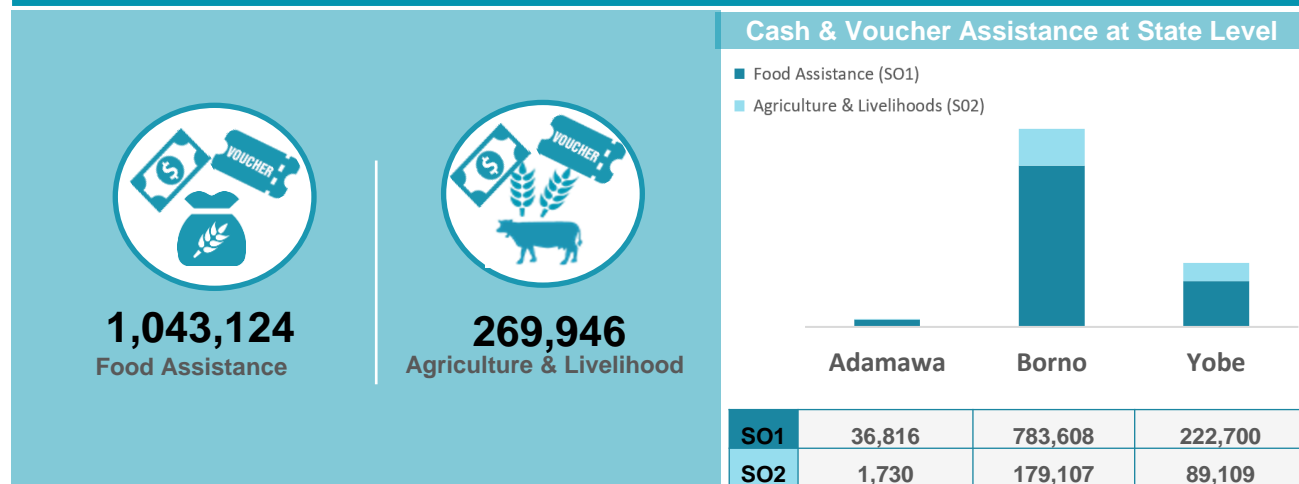 Cash & Voucher Assistance at State Level
Food Assistance (SO1)
Agriculture & Livelihoods (S02)
VOUCHER
VOUCHER
1,043,124
Food Assistance
269,946
Agriculture & Livelihood
Adamawa Borno Yobe
SO1 36,816 783,608 222,700
SO2 1,730 179,107 89,109